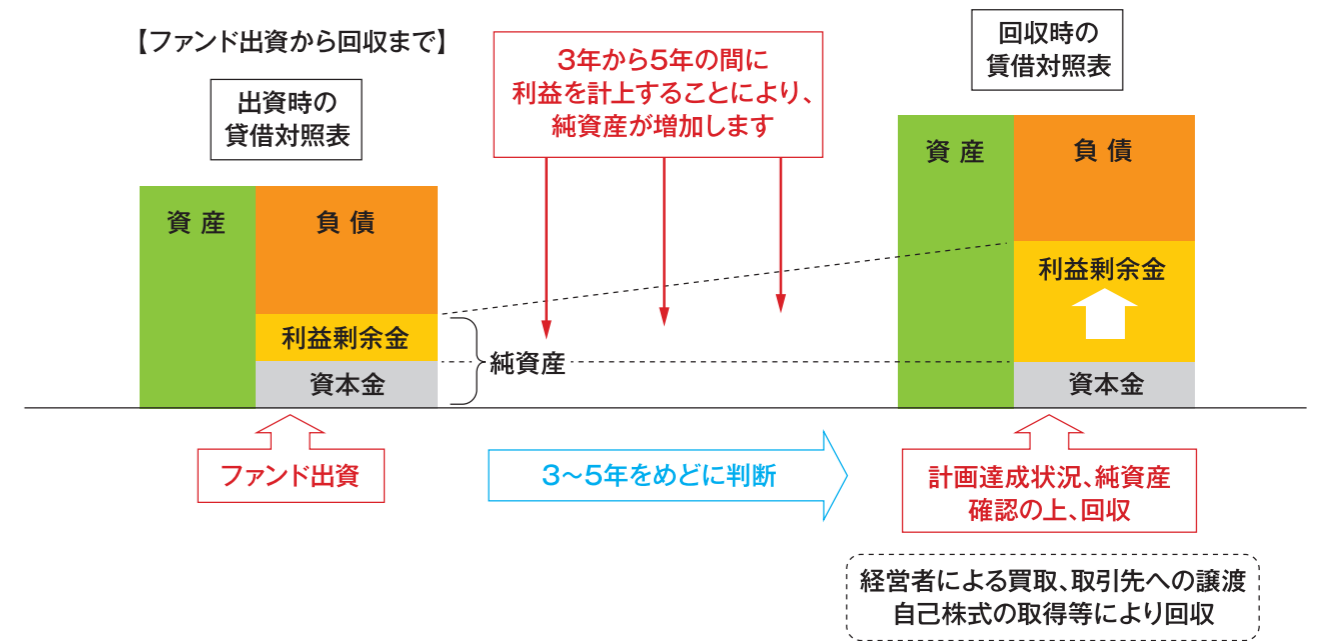 【ファンド出資から回収まで】
出資時の
貸借対照表
3年から5年の間に
利益を計上することにより、
純資産が増加します
回収時の
賃借対照表
資産
負債
利益剰余金
資本金
純資産
資産
負債
利益剰余金
資本金
ファンド出資
3〜5年をめどに判断
計画達成状況、純資産
確認の上、回収
経営者による買取、取引先への譲渡
自己株式の取得等により回収